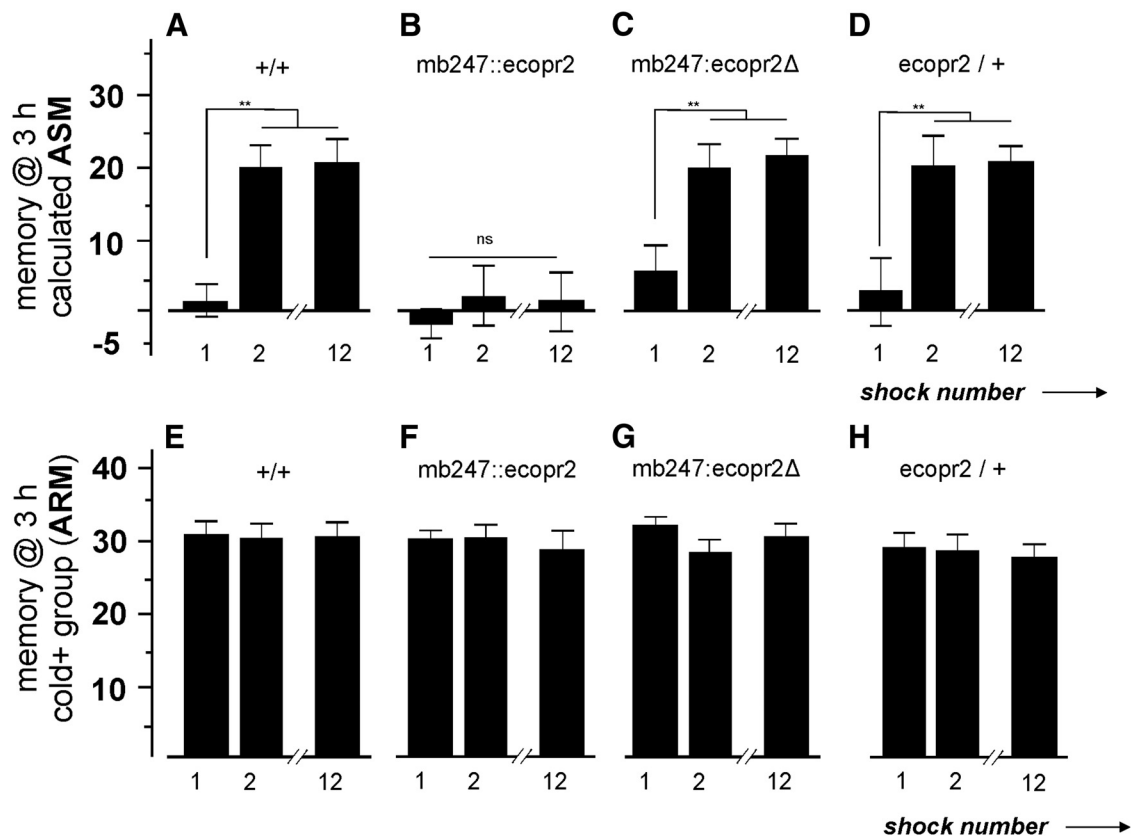 A
B
C
D
+/+
mb247::ecopr2
mb247:ecopr2Δ
ecopr2 / +
memory @ 3 h
calculated ASM
30
20
10
-5
**
ns
**
**
1 2 12
1 2 12
1 2 12
1 2 12
shock number
E
F
G
H
+/+
mb247::ecopr2
mb247:ecopr2Δ
ecopr2 / +
memory @ 3 h
cold+ group (ARM)
40
30
20
10
1 2 12
1 2 12
1 2 12
1 2 12
shock number